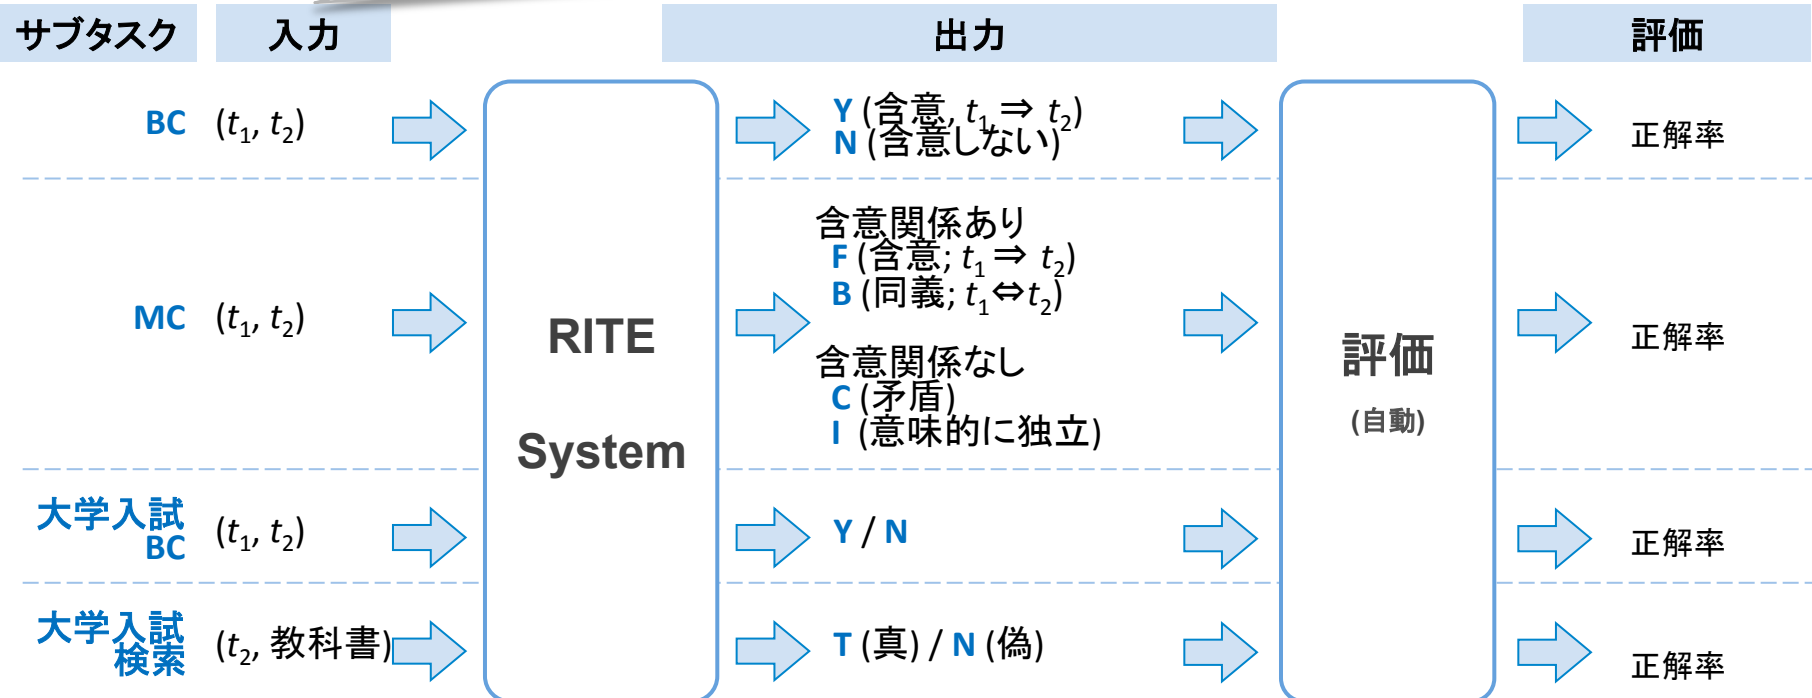 サブタスク 入力 出力 評価
BC (t1, t2) Y (含意, t1 ⇒ t2)
N (含意しない) 正解率
含意関係あり
F (含意; t1 ⇒ t2)
MC (t1, t2) B (同義; t1⇔t2) 正解率
含意関係なし
C (矛盾)
I (意味的に独立)
RITE
System
評価
(自動)
大学入試
BC (t1, t2) Y / N 正解率
大学入試
検索 (t2, 教科書) T (真) / N (偽) 正解率